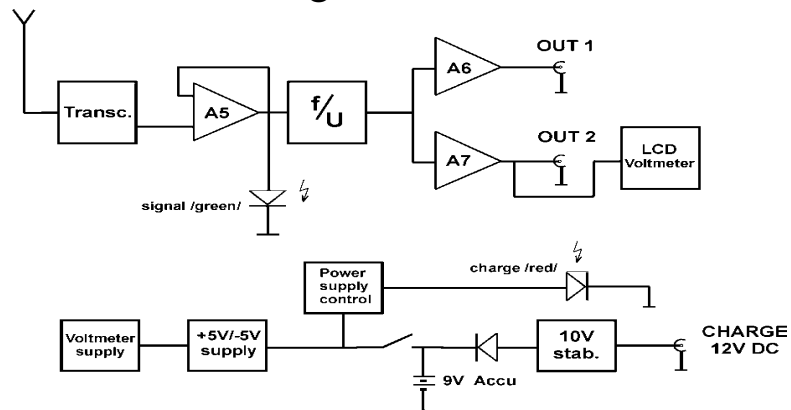 OUT 1
A6
Transc.
A5
f/U
OUT 2
A7
LCD
Voltmeter
signal /green/
Power
supply
control
charge /red/
Voltmeter
supply
+5V/-5V
supply
10V
stab.
CHARGE
12V DC
9V Accu